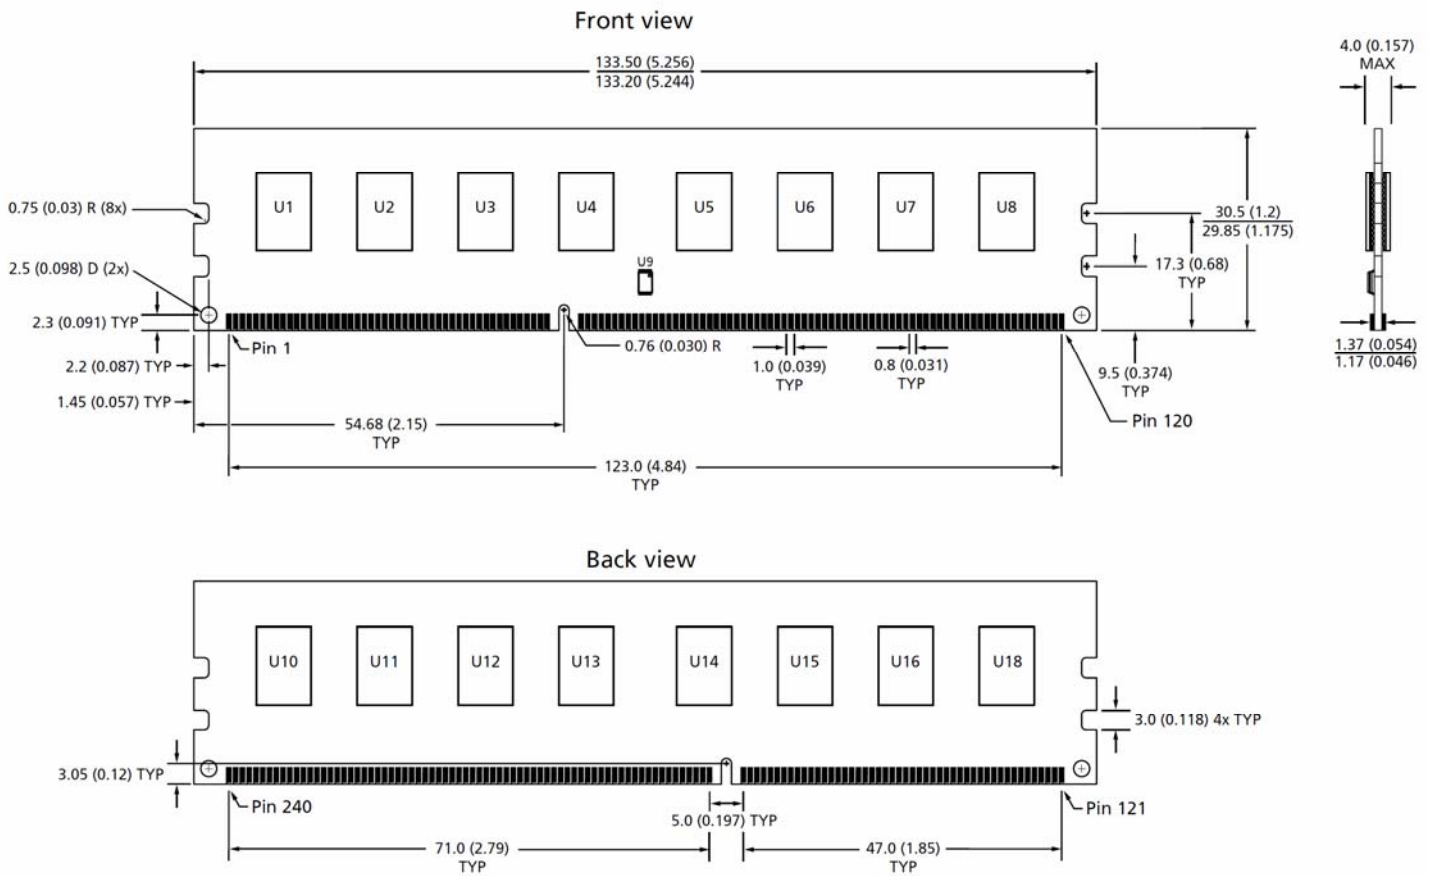 Front view
133.50 (5.256)
133.20 (5.244)
4.0 (0.157)
MAX
0.75 (0.03) R (8x)
U1
U2
U3
U4
U5
U6
U7
U8
30.5 (1.2)
29.85 (1.175)
2.5 (0.098) D (2x)
U9
17.3 (0.68)
TYP
2.3 (0.091) TYP
Pin 1
0.76 (0.030) R
1.0 (0.039)
TYP
0.8 (0.031)
TYP
1.37 (0.054)
1.17 (0.046)
2.2 (0.087) TYP
9.5 (0.374)
TYP
1.45 (0.057) TYP
54.68 (2.15)
TYP
Pin 120
123.0 (4.84)
TYP
Back view
U10
U11
U12
U13
U14
U15
U16
U18
3.0 (0.118) 4x TYP
3.05 (0.12) TYP
Pin 240
5.0 (0.197) TYP
Pin 121
71.0 (2.79)
TYP
47.0 (1.85)
TYP